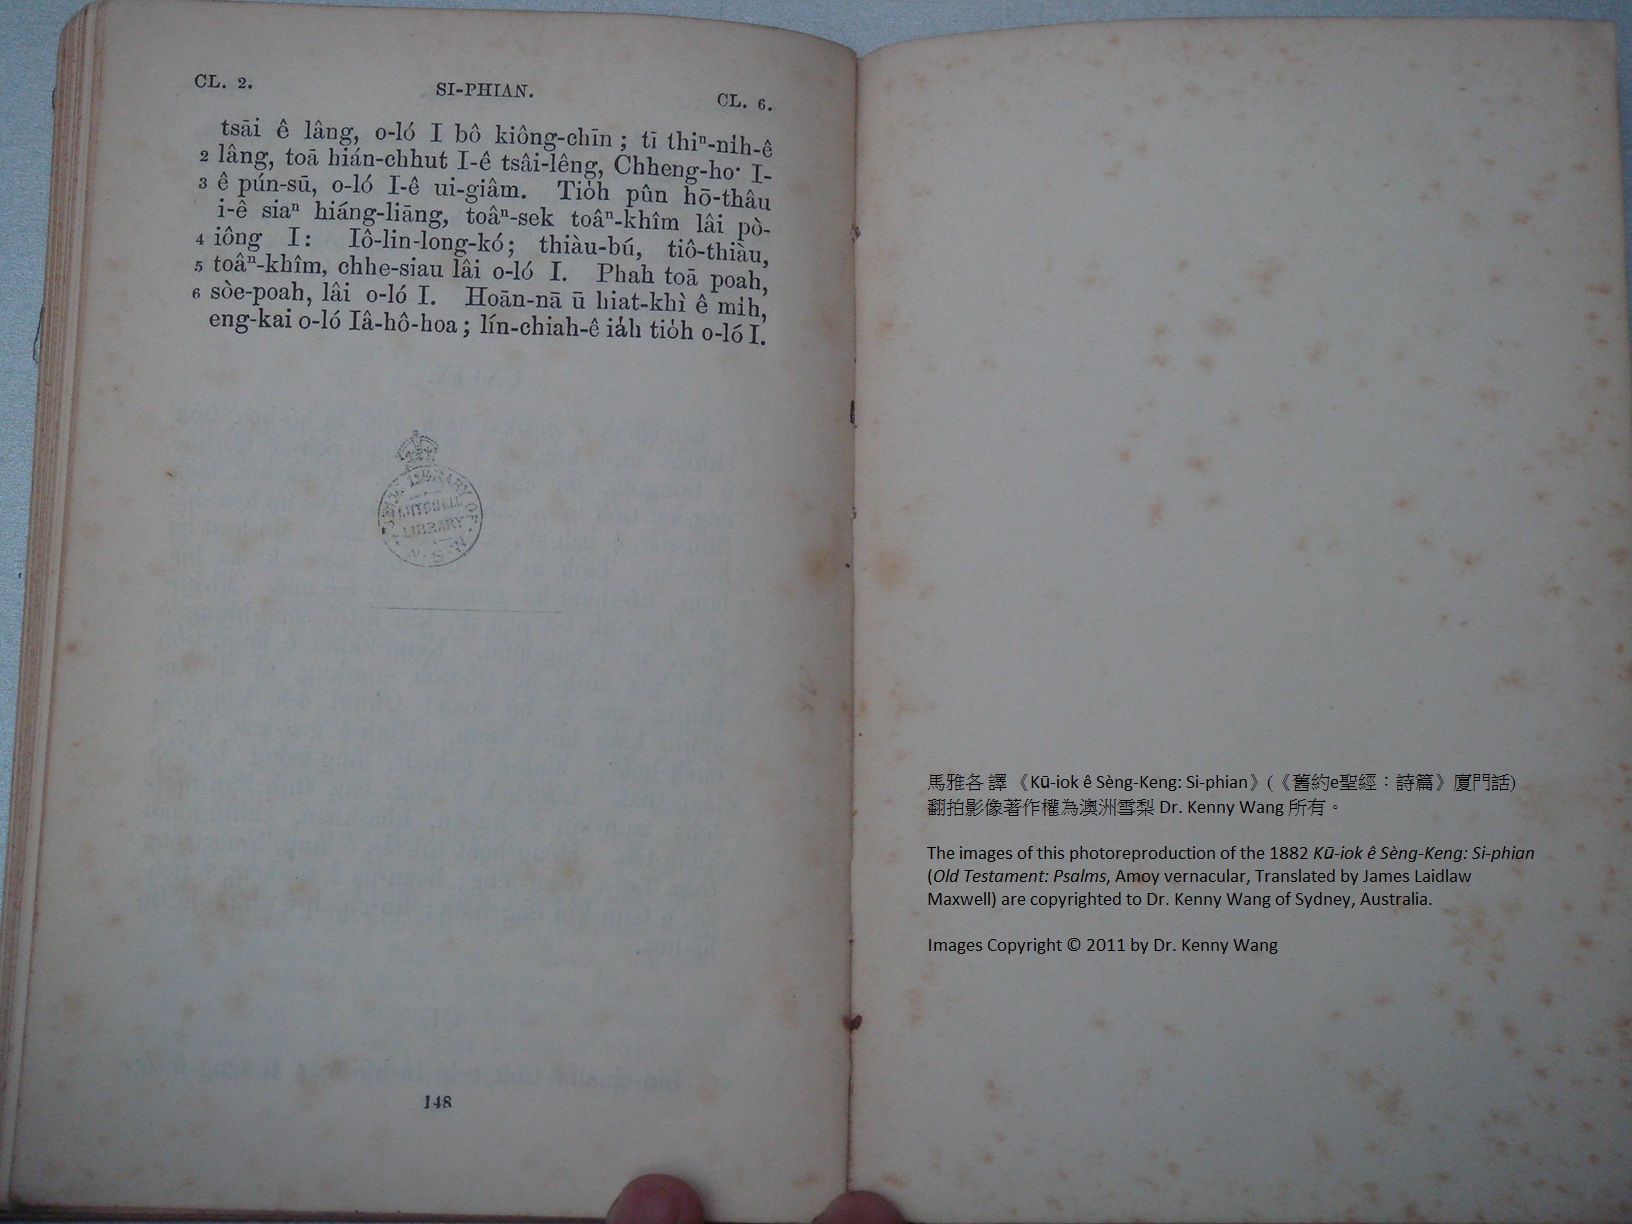 CL. 2. SI-PHIAN. CL. 6.
tsāi ê lâng, o-ló I bô kiông-chīn; tī thiⁿ-nih-ê
2 lâng, toā hián-chhut I-ê tsâi-lêng, Chheng-ho͘ I-
3 ê pún-sū, o-ló I-ê ui-giâm. Tio̍h pûn hō-thâu
i-ê siaⁿ hiáng-liāng, toâⁿ-sek toâⁿ-khîm lâi pò-
4 iông I: Iô-lin-long-kó; thiàu-bú, tiô-thiàu,
5 toâⁿ-khîm, chhe-siau lâi o-ló I. Phah toā poah,
6 sòe-poah, lâi o-ló I. Hoān-nā ū hiat-khì ê mi̍h,
eng-kai o-ló Iâ-hô-hoa; lín-chiah-ê ia̍h tio̍h o-ló I.
LIBRARY OF
MITCHELL
LIBRARY
N.S.W.
148
馬雅各 譯 《Kū-iok ê Sèng-Keng: Si-phian》(《舊約e聖經：詩篇》廈門話)
翻拍影像著作權為澳洲雪梨 Dr. Kenny Wang 所有。
The images of this photoreproduction of the 1882 Kū-iok ê Sèng-Keng: Si-phian
(Old Testament: Psalms, Amoy vernacular, Translated by James Laidlaw
Maxwell) are copyrighted to Dr. Kenny Wang of Sydney, Australia.
Images Copyright © 2011 by Dr. Kenny Wang